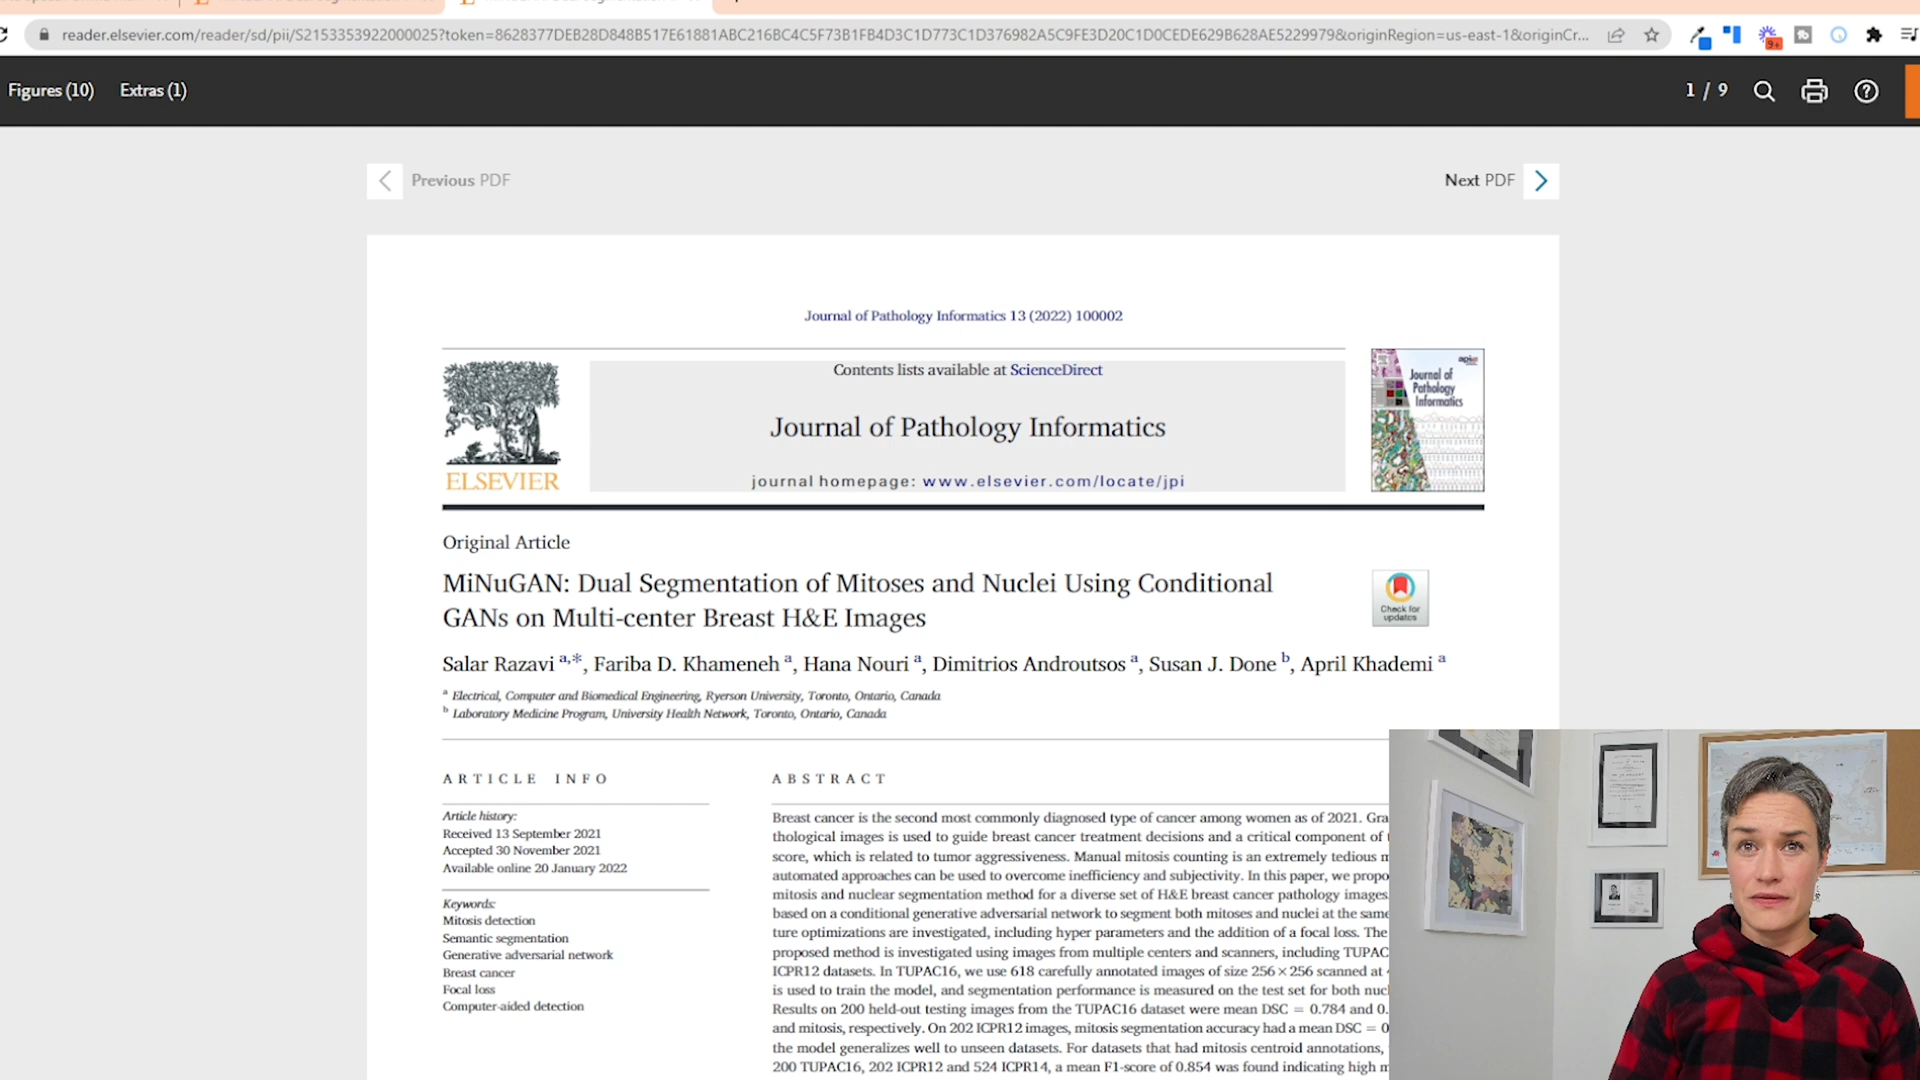 reader.elsevier.com/reader/sd/pii/S2153353922000025?token=8628377DEB28D848B517E61881ABC216BC4C5F73B1FB4D3C1D773C1D376982A5C9FE3D20C1D0CEDE629B628AE5229979&originRegion=us-east-1&originCr...
9+
Figures (10) Extras (1) 1 / 9
Previous PDF Next PDF
Journal of Pathology Informatics 13 (2022) 100002
Contents lists available at ScienceDirect
Journal of Pathology Informatics
journal homepage: www.elsevier.com/locate/jpi
ELSEVIER
Journal of
Pathology
Informatics
Original Article
MiNuGAN: Dual Segmentation of Mitoses and Nuclei Using Conditional
GANs on Multi-center Breast H&E Images
Check for
updates
Salar Razavi a,*, Fariba D. Khameneh a, Hana Nouri a, Dimitrios Androutsos a, Susan J. Done b, April Khademi a
a Electrical, Computer and Biomedical Engineering, Ryerson University, Toronto, Ontario, Canada
b Laboratory Medicine Program, University Health Network, Toronto, Ontario, Canada
ARTICLE INFO
Article history:
Received 13 September 2021
Accepted 30 November 2021
Available online 20 January 2022
Keywords:
Mitosis detection
Semantic segmentation
Generative adversarial network
Breast cancer
Focal loss
Computer-aided detection
ABSTRACT
Breast cancer is the second most commonly diagnosed type of cancer among women as of 2021. Gra
thological images is used to guide breast cancer treatment decisions and a critical component of
score, which is related to tumor aggressiveness. Manual mitosis counting is an extremely tedious m
automated approaches can be used to overcome inefficiency and subjectivity. In this paper, we propo
mitosis and nuclear segmentation method for a diverse set of H&E breast cancer pathology images.
based on a conditional generative adversarial network to segment both mitoses and nuclei at the same
ture optimizations are investigated, including hyper parameters and the addition of a focal loss. The
proposed method is investigated using images from multiple centers and scanners, including TUPAC
ICPR12 datasets. In TUPAC16, we use 618 carefully annotated images of size 256×256 scanned at
is used to train the model, and segmentation performance is measured on the test set for both nuc
Results on 200 held-out testing images from the TUPAC16 dataset were mean DSC = 0.784 and 0.
and mitosis, respectively. On 202 ICPR12 images, mitosis segmentation accuracy had a mean DSC = 0
the model generalizes well to unseen datasets. For datasets that had mitosis centroid annotations,
200 TUPAC16, 202 ICPR12 and 524 ICPR14, a mean F1-score of 0.854 was found indicating high m